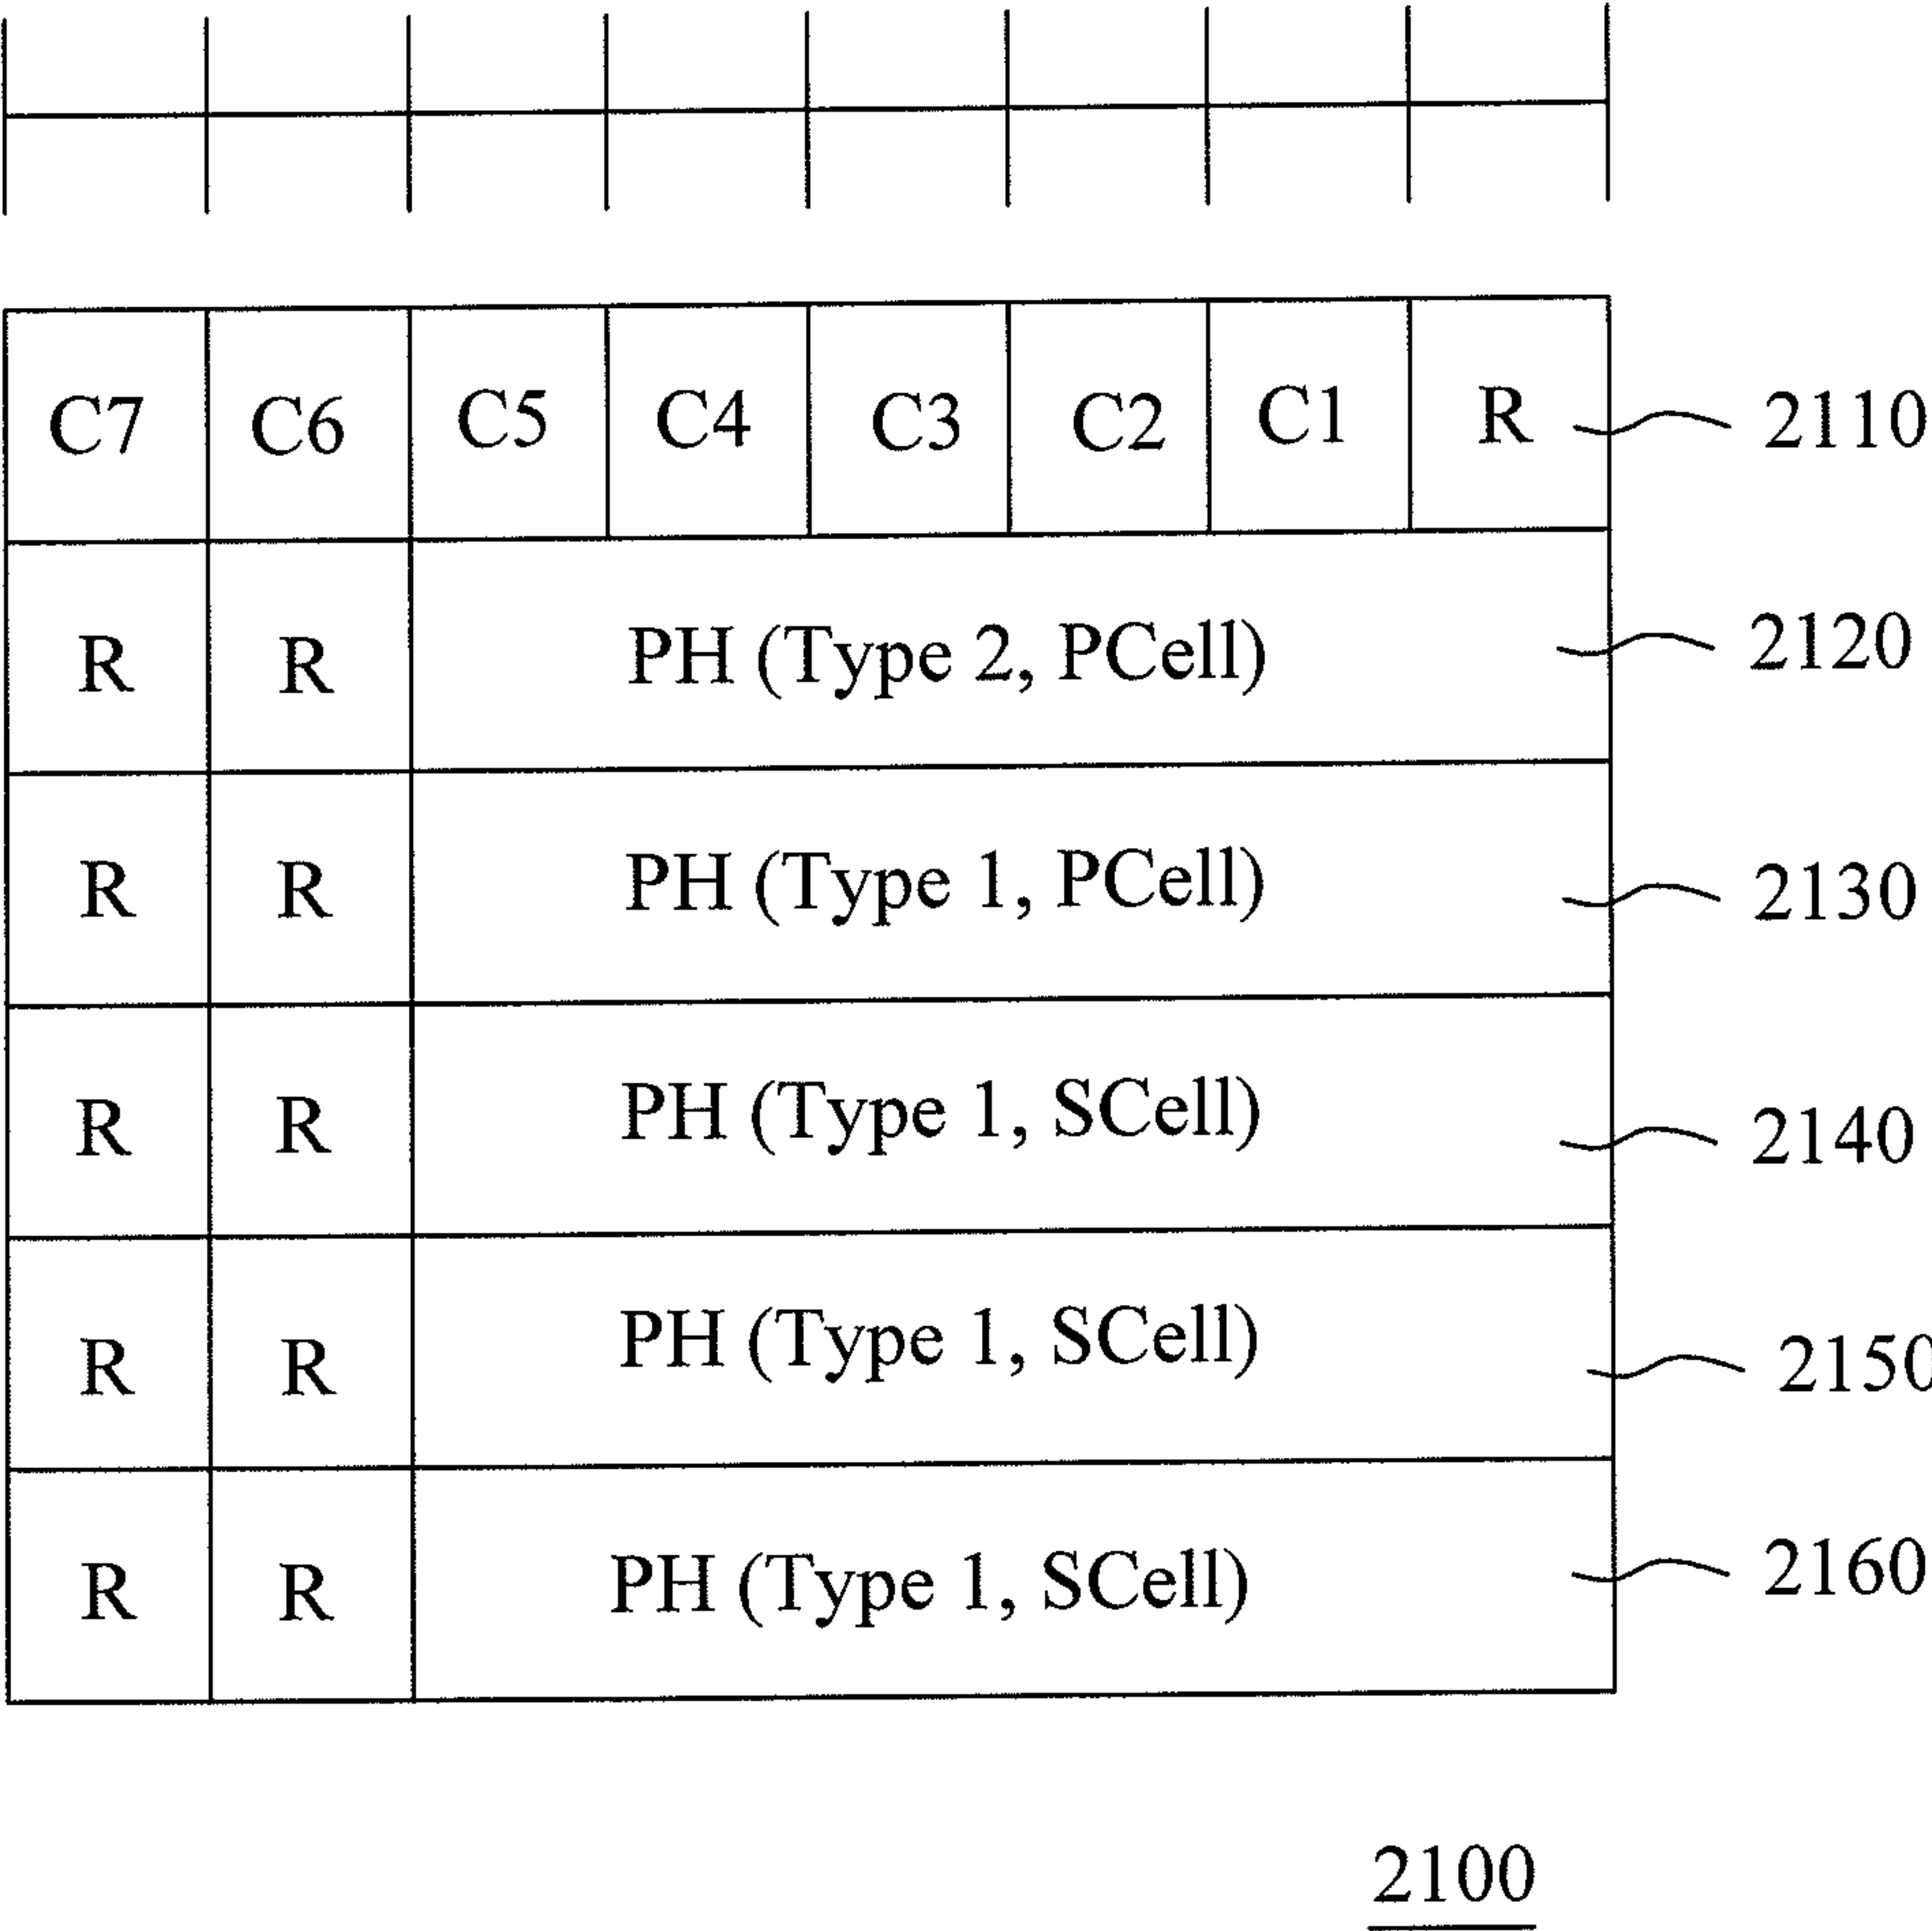 C7 C6 C5 C4 C3 C2 C1 R 2110
R R PH (Type 2, PCell) 2120
R R PH (Type 1, PCell) 2130
R R PH (Type 1, SCell) 2140
R R PH (Type 1, SCell) 2150
R R PH (Type 1, SCell) 2160
2100